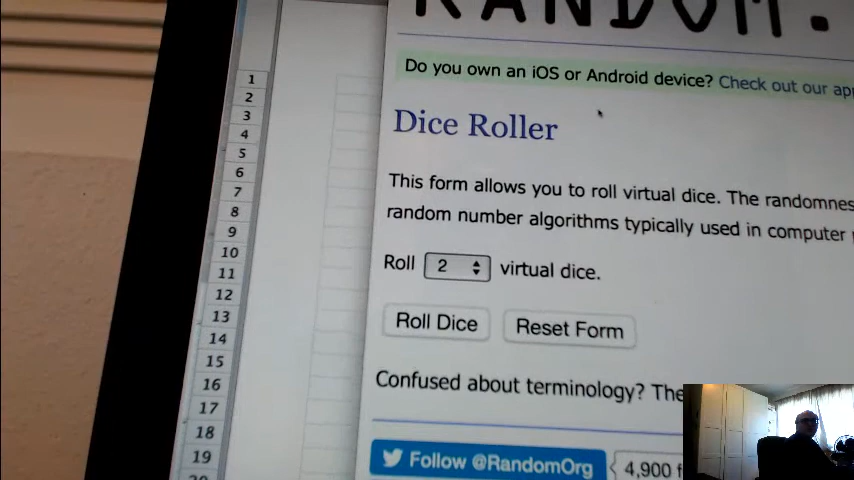 RANDOM.
Do you own an iOS or Android device? Check out our
Dice Roller
This form allows you to roll virtual dice. The
random number algorithms typically used in computer
Roll 2 virtual dice.
Roll Dice Reset Form
Confused about terminology? The
Follow @RandomOrg 4,900
1
2
3
4
5
6
7
8
9
10
11
12
13
14
15
16
17
18
19